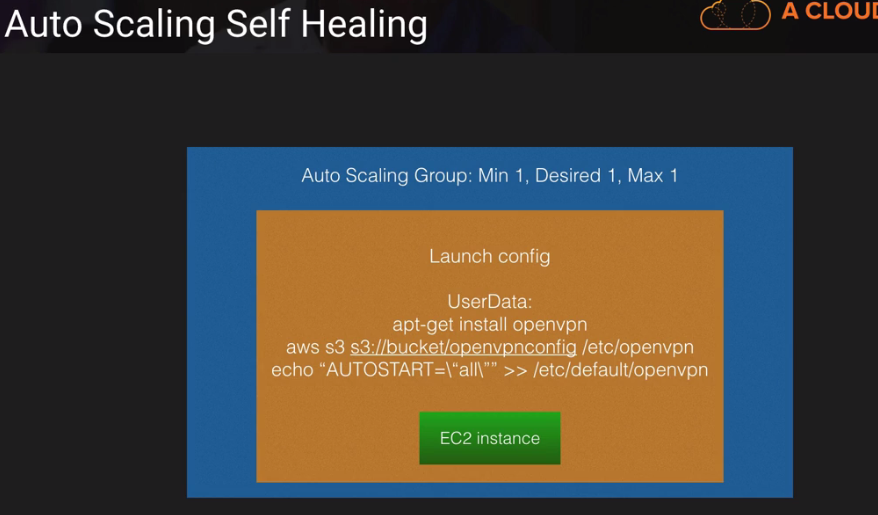 Auto Scaling Self Healing
A CLOUD
Auto Scaling Group: Min 1, Desired 1, Max 1
Launch config
UserData:
apt-get install openvpn
aws s3 s3://bucket/openvpnconfig /etc/openvpn
echo “AUTOSTART=\“all\”” >> /etc/default/openvpn
EC2 instance